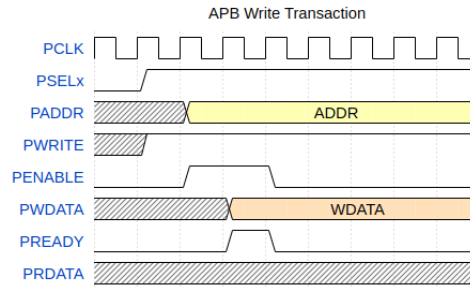 APB Write Transaction
PCLK
PSELx
PADDR ADDR
PWRITE
PENABLE
PWDATA WDATA
PREADY
PRDATA